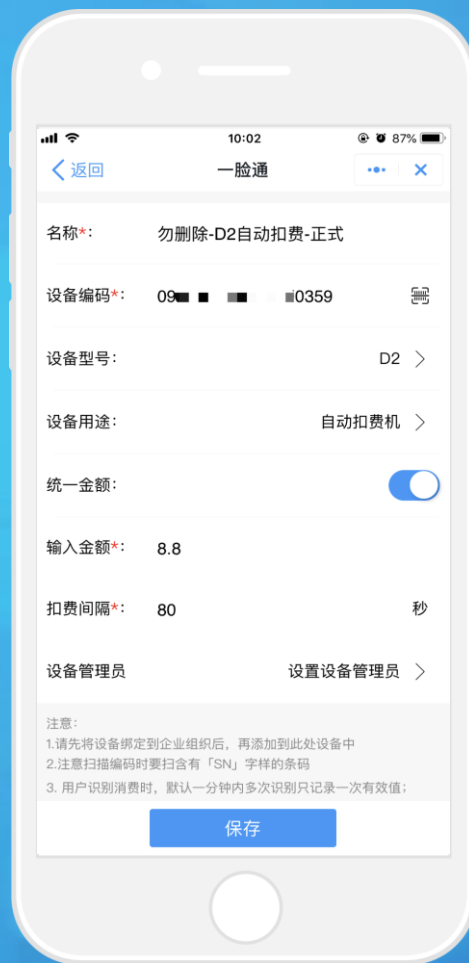 10:02
87%
返回
一脸通
名称*： 勿删除-D2自动扣费-正式
设备编码*： 09 0359
设备型号： D2
设备用途： 自动扣费机
统一金额：
输入金额*： 8.8
扣费间隔*： 80 秒
设备管理员 设置设备管理员
注意：
1.请先将设备绑定到企业组织后，再添加到此处设备中
2.注意扫描编码时要扫含有「SN」字样的条码
3. 用户识别消费时，默认一分钟内多次识别只记录一次有效值；
保存